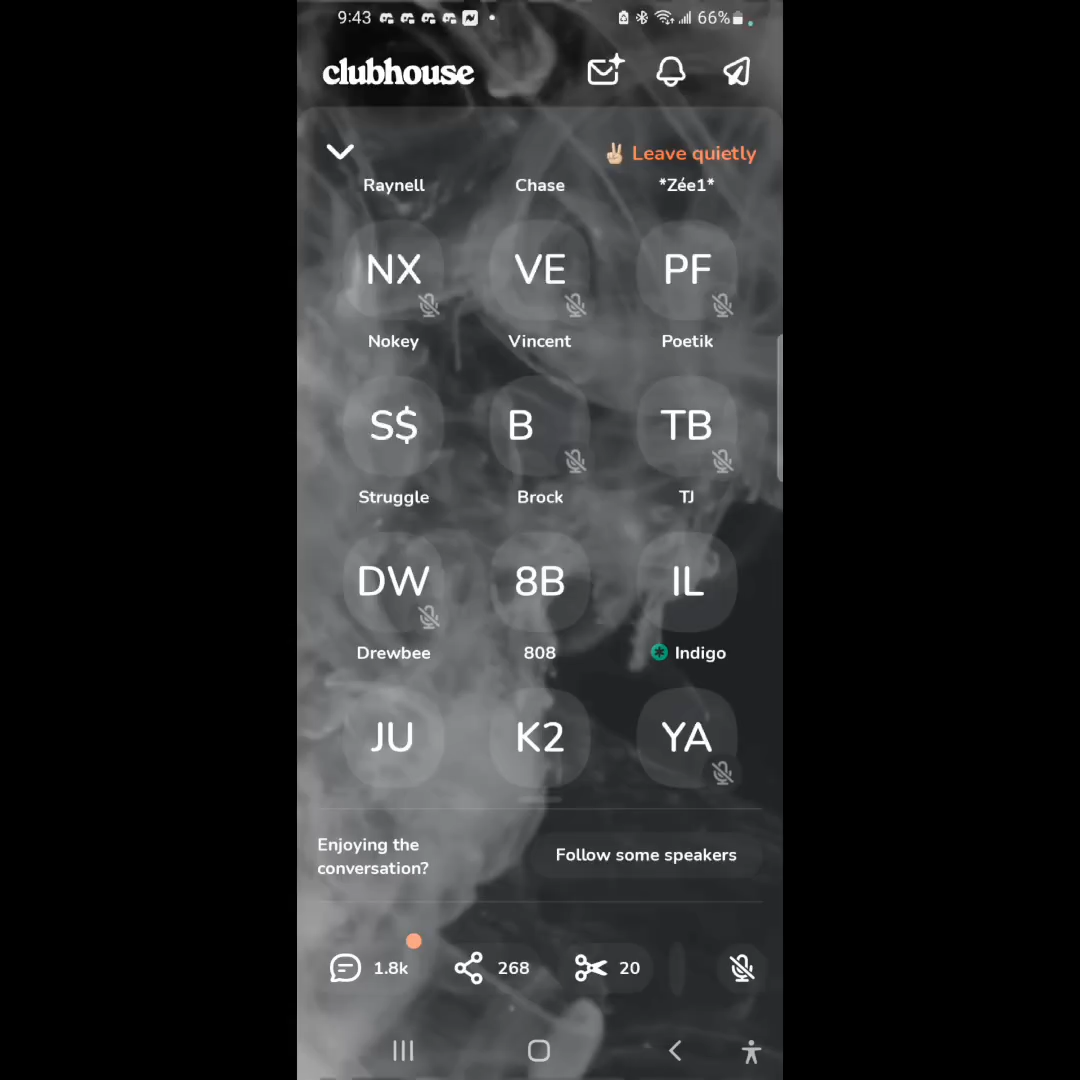 9:43 66%
clubhouse
✌🏼 Leave quietly
Raynell Chase *Zée1*
NX VE PF
Nokey Vincent Poetik
S$ B TB
Struggle Brock TJ
DW 8B IL
Drewbee 808 Indigo
JU K2 YA
Enjoying the
conversation?
Follow some speakers
1.8k 268 20